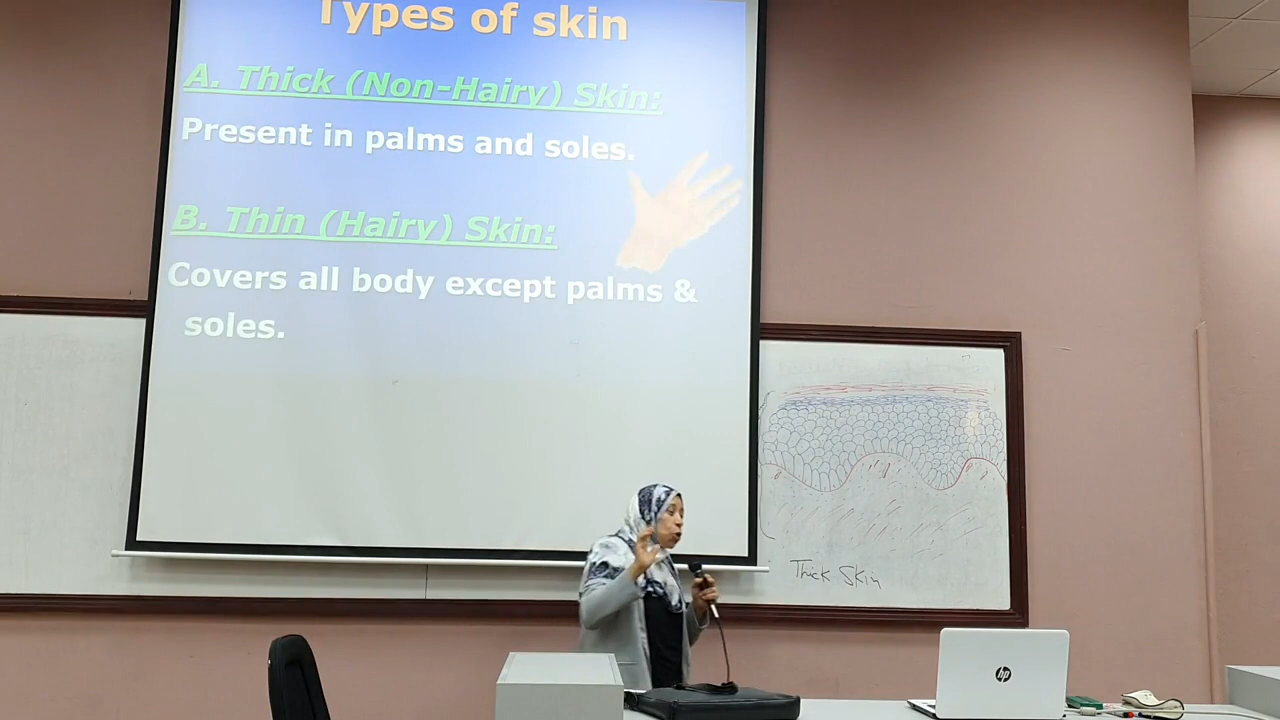 Types of skin
A. Thick (Non-Hairy) Skin:
Present in palms and soles.
B. Thin (Hairy) Skin:
Covers all body except palms &
soles.
Thick Skin
hp